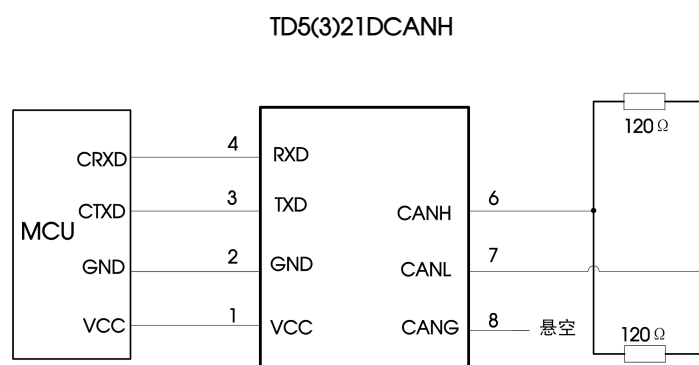 TD5(3)21DCANH
120Ω
CRXD 4 RXD
CTXD 3 TXD CANH 6
MCU
GND 2 GND CANL 7
VCC 1 VCC CANG 8 悬空
120Ω